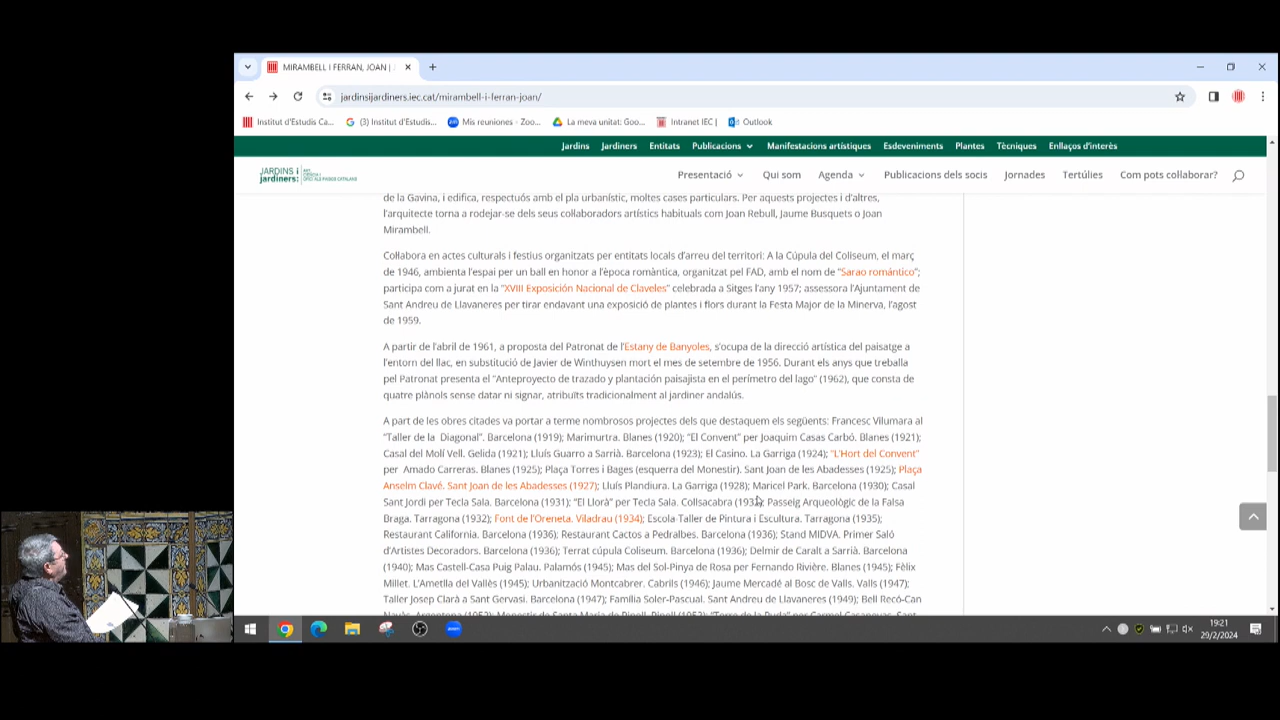 MIRAMBELL I FERRAN, JOAN | J
jardinsijardiners.iec.cat/mirambell-i-ferran-joan/
Institut d'Estudis Ca... (3) Institut d'Estudis... Mis reuniones - Zoo... La meva unitat: Goo... Intranet IEC | Outlook
Jardins Jardiners Entitats Publicacions Manifestacions artístiques Esdeveniments Plantes Tècniques Enllaços d'interès
JARDINS i
jardiners:
Presentació Qui som Agenda Publicacions dels socis Jornades Tertúlies Com pots col·laborar?
de la Gavina, i edifica, respectuós amb el pla urbanístic, moltes cases particulars. Per aquests projectes i d'altres,
l'arquitecte torna a rodejar-se dels seus col·laboradors artístics habituals com Joan Rebull, Jaume Busquets o Joan
Mirambell.
Col·labora en actes culturals i festius organitzats per entitats locals d'arreu del territori: A la Cúpula del Coliseum, el març
de 1946, ambienta l'espai per un ball en honor a l'època romàntica, organitzat pel FAD, amb el nom de "Sarao romántico";
participa com a jurat en la "XVIII Exposición Nacional de Claveles" celebrada a Sitges l'any 1957; assessora l'Ajuntament de
Sant Andreu de Llavaneres per tirar endavant una exposició de plantes i flors durant la Festa Major de la Minerva, l'agost
de 1959.
A partir de l'abril de 1961, a proposta del Patronat de l'Estany de Banyoles, s'ocupa de la direcció artística del paisatge a
l'entorn del llac, en substitució de Javier de Winthuysen mort el mes de setembre de 1956. Durant els anys que treballa
pel Patronat presenta el "Anteproyecto de trazado y plantación paisajista en el perímetro del lago" (1962), que consta de
quatre plànols sense datar ni signar, atribuïts tradicionalment al jardiner andalús.
A part de les obres citades va portar a terme nombrosos projectes dels que destaquem els següents: Francesc Vilumara al
"Taller de la Diagonal". Barcelona (1919); Marimurtra. Blanes (1920); "El Convent" per Joaquim Casas Carbó. Blanes (1921);
Casal del Molí Vell. Gelida (1921); Lluís Guarro a Sarrià. Barcelona (1923); El Casino. La Garriga (1924); "L'Hort del Convent"
per Amado Carreras. Blanes (1925); Plaça Torres i Bages (esquerra del Monestir). Sant Joan de les Abadesses (1925); Plaça
Anselm Clavé. Sant Joan de les Abadesses (1927); Lluís Plandiura. La Garriga (1928); Maricel Park. Barcelona (1930); Casal
Sant Jordi per Tecla Sala. Barcelona (1931); "El Llorà" per Tecla Sala. Collsacabra Passeig Arqueològic de la Falsa
Braga. Tarragona (1932); Font de l'Oreneta. Viladrau (1934); Escola-Taller de Pintura i Escultura. Tarragona (1935);
Restaurant California. Barcelona (1936); Restaurant Cactos a Pedralbes. Barcelona (1936); Stand MIDVA. Primer Saló
d'Artistes Decoradors. Barcelona (1936); Terrat cúpula Coliseum. Barcelona (1936); Delmir de Caralt a Sarrià. Barcelona
(1940); Mas Castell-Casa Puig Palau. Palamós (1945); Mas del Sol-Pinya de Rosa per Fernando Rivière. Blanes (1945); Fèlix
Millet. L'Ametlla del Vallès (1945); Urbanització Montcabrer. Cabrils (1946); Jaume Mercadé al Bosc de Valls. Valls (1947);
Taller Josep Clarà a Sant Gervasi. Barcelona (1947); Família Soler-Pascual. Sant Andreu de Llavaneres (1949); Bell Recó-Can
19:21
29/2/2024